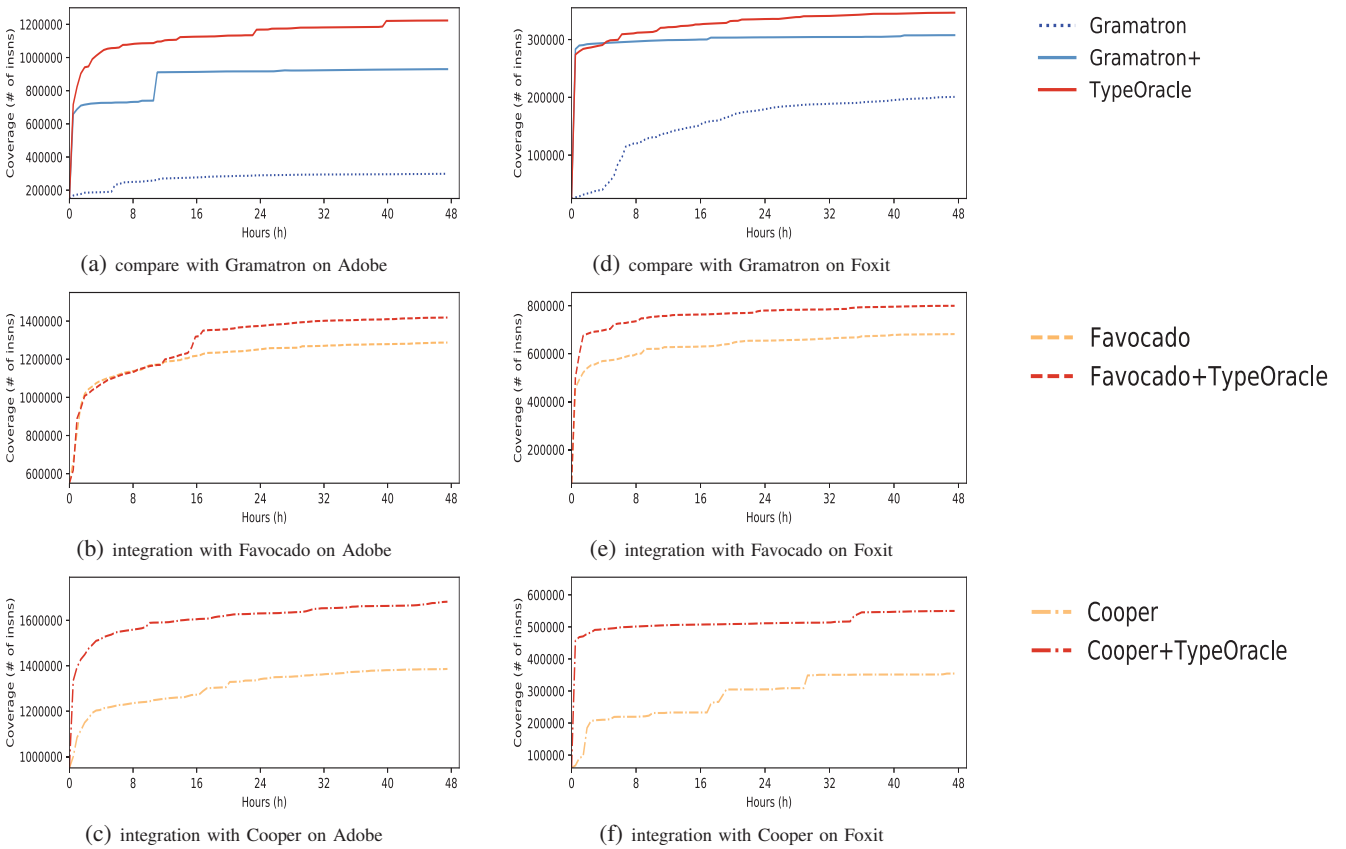 1200000
1000000
800000
600000
400000
200000
Coverage (# of insns)
0 8 16 24 32 40 48
Hours (h)
(a) compare with Gramatron on Adobe
300000
200000
100000
Coverage (# of insns)
0 8 16 24 32 40 48
Hours (h)
(d) compare with Gramatron on Foxit
Gramatron
Gramatron+
TypeOracle
1400000
1200000
1000000
800000
600000
Coverage (# of insns)
0 8 16 24 32 40 48
Hours (h)
(b) integration with Favocado on Adobe
800000
600000
400000
200000
Coverage (# of insns)
0 8 16 24 32 40 48
Hours (h)
(e) integration with Favocado on Foxit
Favocado
Favocado+TypeOracle
1600000
1400000
1200000
1000000
Coverage (# of insns)
0 8 16 24 32 40 48
Hours (h)
(c) integration with Cooper on Adobe
600000
500000
400000
300000
200000
100000
Coverage (# of insns)
0 8 16 24 32 40 48
Hours (h)
(f) integration with Cooper on Foxit
Cooper
Cooper+TypeOracle